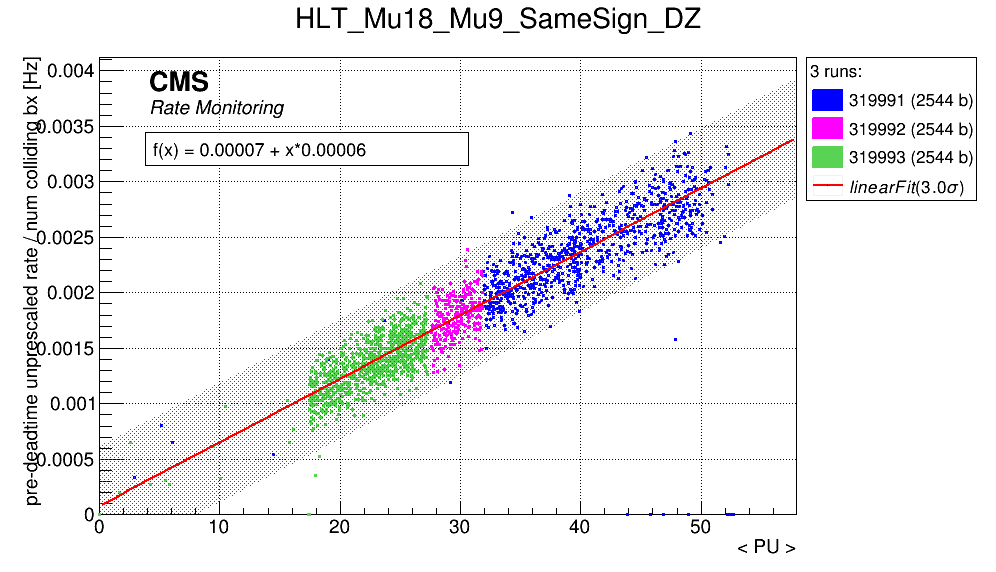 HLT_Mu18_Mu9_SameSign_DZ
pre-deadtime unprescaled rate / num colliding bx [Hz]
0.004
0.0035
0.003
0.0025
0.002
0.0015
0.001
0.0005
0
CMS
Rate Monitoring
f(x) = 0.00007 + x*0.00006
0 10 20 30 40 50
< PU >
3 runs:
319991 (2544 b)
319992 (2544 b)
319993 (2544 b)
linearFit(3.0σ)